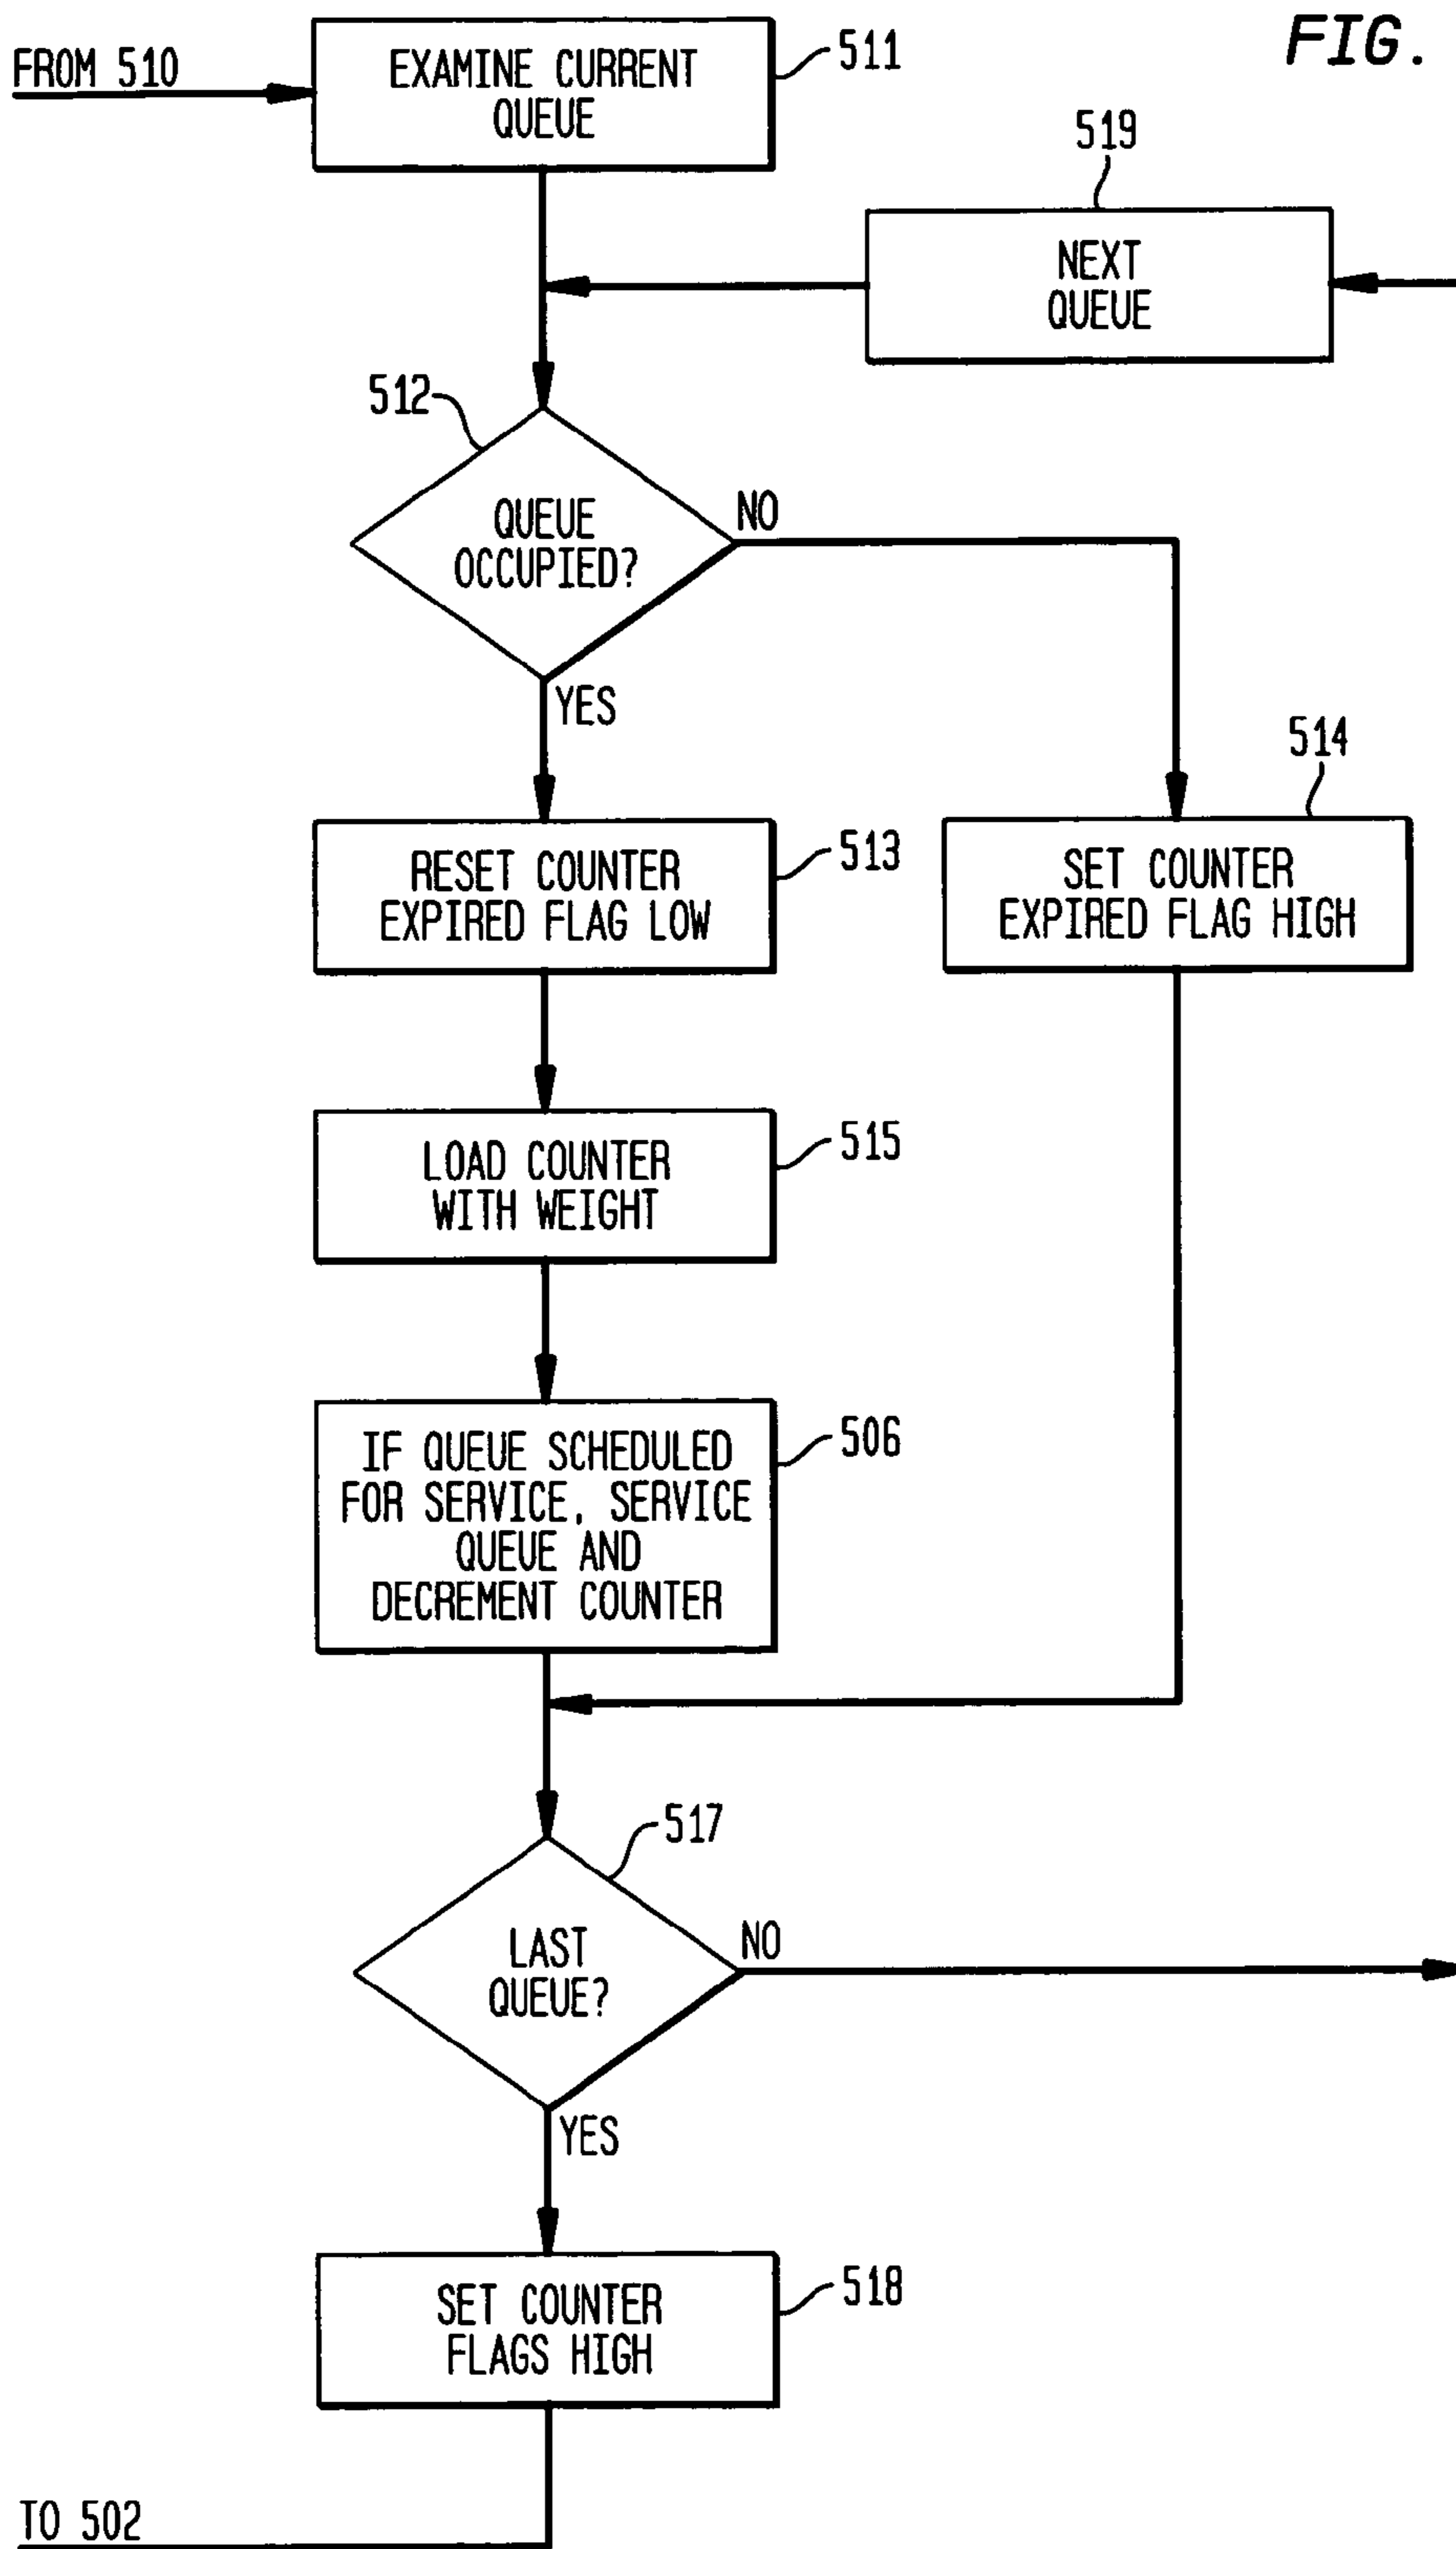 FIG.
FROM 510
EXAMINE CURRENT
QUEUE
511
519
NEXT
QUEUE
512
QUEUE
OCCUPIED?
NO
YES
514
RESET COUNTER
EXPIRED FLAG LOW
513
SET COUNTER
EXPIRED FLAG HIGH
LOAD COUNTER
WITH WEIGHT
515
IF QUEUE SCHEDULED
FOR SERVICE, SERVICE
QUEUE AND
DECREMENT COUNTER
506
517
LAST
QUEUE?
NO
YES
SET COUNTER
FLAGS HIGH
518
TO 502